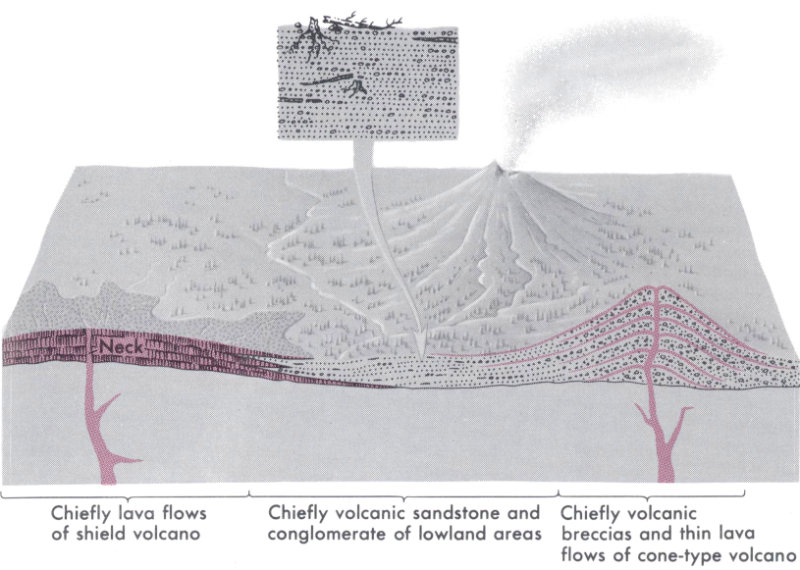 Neck
Chiefly lava flows
of shield volcano
Chiefly volcanic sandstone and
conglomerate of lowland areas
Chiefly volcanic
breccias and thin lava
flows of cone-type volcano